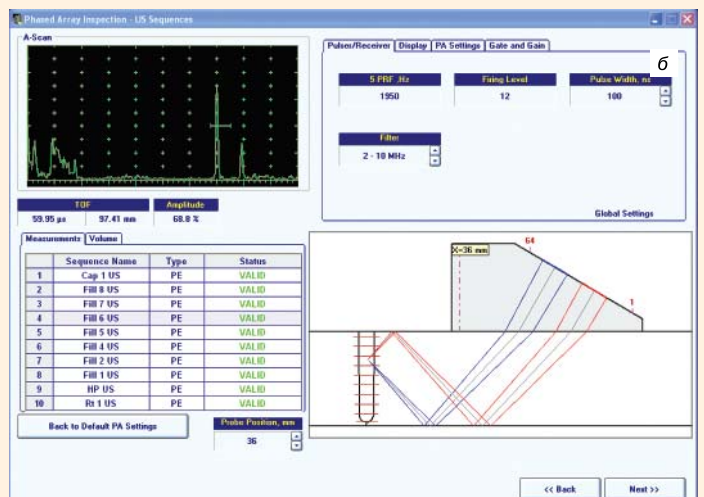 Phased Array Inspection - US Sequences
A-Scan
Pulser/Receiver Display PA Settings Gate and Gain
б
S PRF ,Hz Firing Level Pulse Width, ns
1950 12 100
Filter
2 - 10 MHz
Global Settings
TOF Amplitude
59.95 µs 97.41 mm 68.8 %
Measurements Volume
Sequence Name Type Status
1 Cap 1 US PE VALID
2 Fill 8 US PE VALID
3 Fill 7 US PE VALID
4 Fill 6 US PE VALID
5 Fill 5 US PE VALID
6 Fill 4 US PE VALID
7 Fill 2 US PE VALID
8 Fill 1 US PE VALID
9 HP US PE VALID
10 Rt 1 US PE VALID
Back to Default PA Settings
Probe Position, mm
36
X=36 mm
64
1
<< Back Next >>